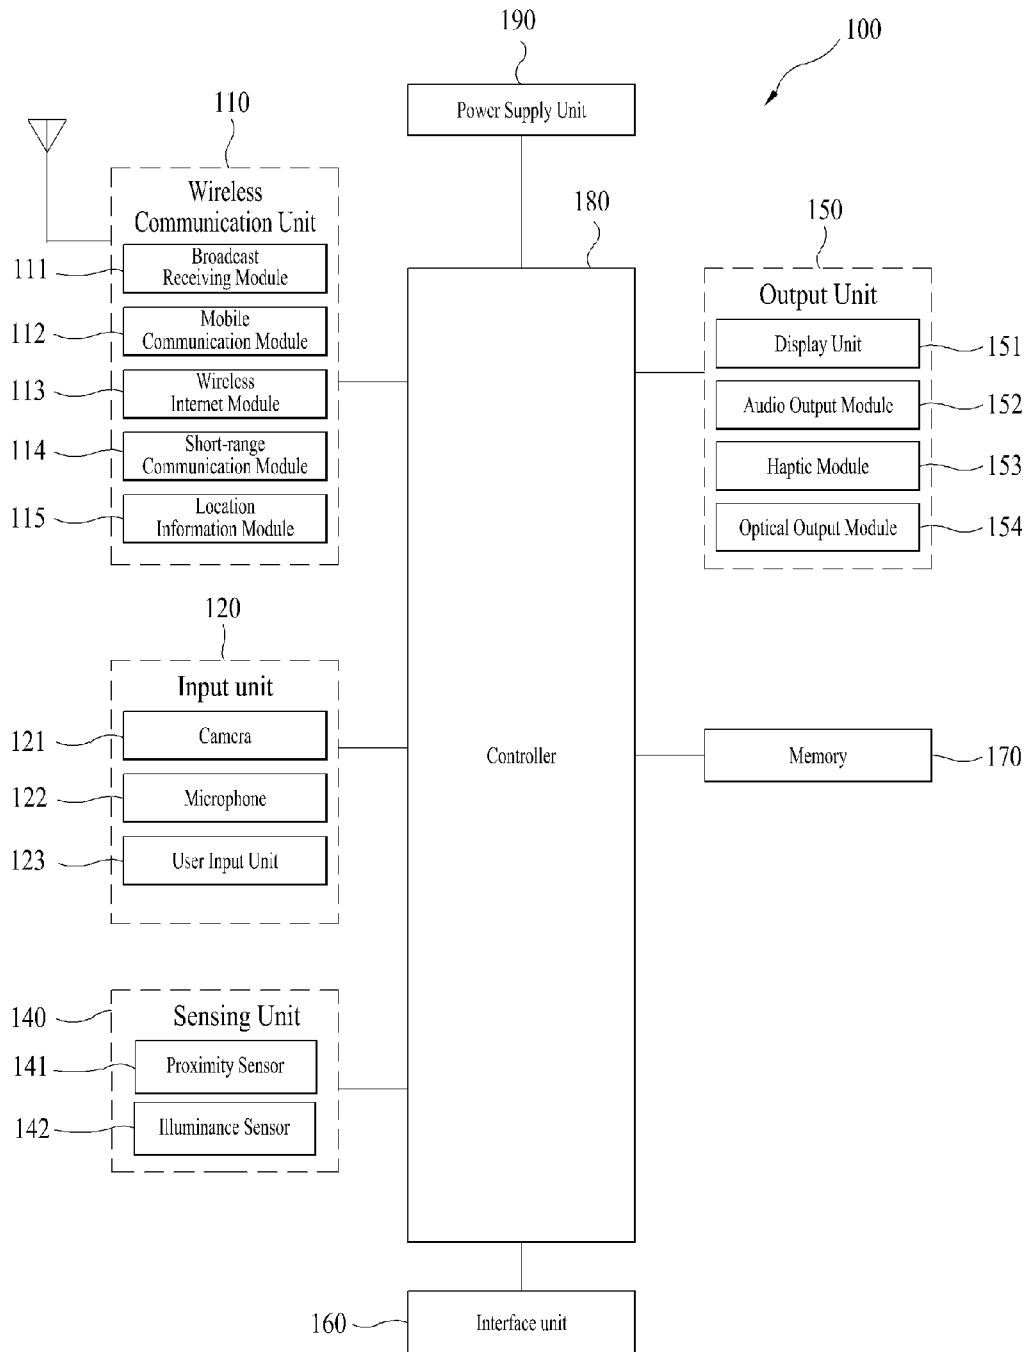 190
100
Power Supply Unit
110
Wireless
Communication Unit
111
Broadcast
Receiving Module
112
Mobile
Communication Module
113
Wireless
Internet Module
114
Short-range
Communication Module
115
Location
Information Module
180
Controller
150
Output Unit
Display Unit
151
Audio Output Module
152
Haptic Module
153
Optical Output Module
154
120
Input unit
121
Camera
122
Microphone
123
User Input Unit
Memory
170
140
Sensing Unit
141
Proximity Sensor
142
Illuminance Sensor
160
Interface unit